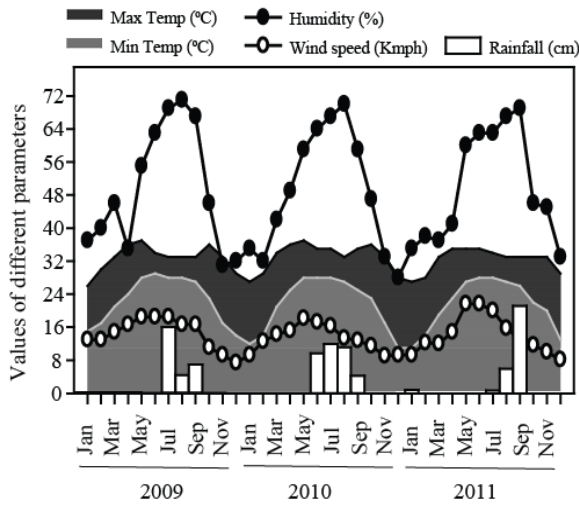 Max Temp (ºC) Humidity (%)
Min Temp (ºC) Wind speed (Kmph) Rainfall (cm)
Values of different parameters
72
64
56
48
40
32
24
16
8
0
Jan Mar May Jul Sep Nov Jan Mar May Jul Sep Nov Jan Mar May Jul Sep Nov
2009 2010 2011